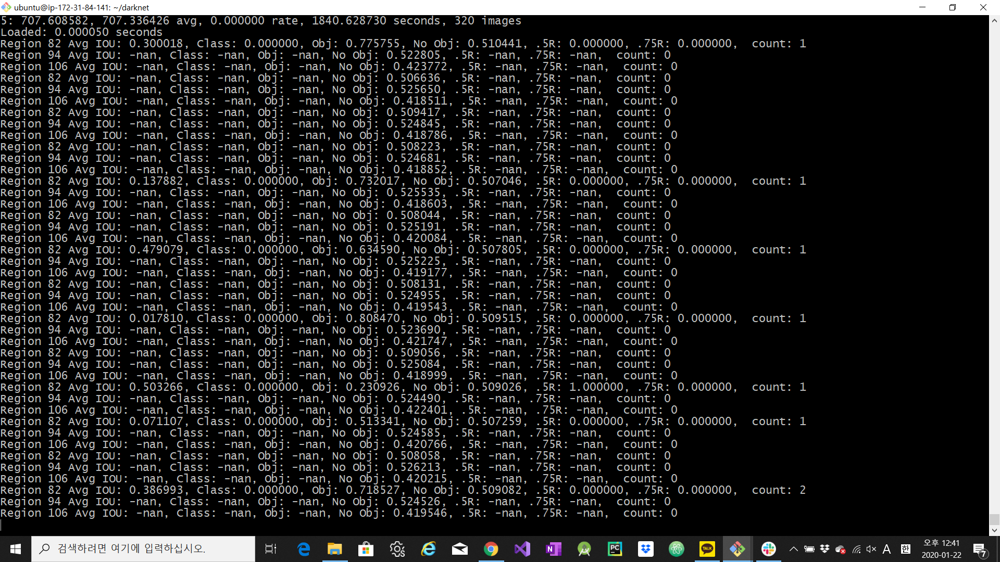 ubuntu@ip-172-31-84-141: ~/darknet
5: 707.608582, 707.336426 avg, 0.000000 rate, 1840.628730 seconds, 320 images
Loaded: 0.000050 seconds
Region 82 Avg IOU: 0.300018, Class: 0.000000, Obj: 0.775755, No Obj: 0.510441, .5R: 0.000000, .75R: 0.000000,  count: 1
Region 94 Avg IOU: -nan, Class: -nan, Obj: -nan, No Obj: 0.522805, .5R: -nan, .75R: -nan,  count: 0
Region 106 Avg IOU: -nan, Class: -nan, Obj: -nan, No Obj: 0.423772, .5R: -nan, .75R: -nan,  count: 0
Region 82 Avg IOU: -nan, Class: -nan, Obj: -nan, No Obj: 0.506636, .5R: -nan, .75R: -nan,  count: 0
Region 94 Avg IOU: -nan, Class: -nan, Obj: -nan, No Obj: 0.525650, .5R: -nan, .75R: -nan,  count: 0
Region 106 Avg IOU: -nan, Class: -nan, Obj: -nan, No Obj: 0.418511, .5R: -nan, .75R: -nan,  count: 0
Region 82 Avg IOU: -nan, Class: -nan, Obj: -nan, No Obj: 0.509417, .5R: -nan, .75R: -nan,  count: 0
Region 94 Avg IOU: -nan, Class: -nan, Obj: -nan, No Obj: 0.524845, .5R: -nan, .75R: -nan,  count: 0
Region 106 Avg IOU: -nan, Class: -nan, Obj: -nan, No Obj: 0.418786, .5R: -nan, .75R: -nan,  count: 0
Region 82 Avg IOU: -nan, Class: -nan, Obj: -nan, No Obj: 0.508223, .5R: -nan, .75R: -nan,  count: 0
Region 94 Avg IOU: -nan, Class: -nan, Obj: -nan, No Obj: 0.524681, .5R: -nan, .75R: -nan,  count: 0
Region 106 Avg IOU: -nan, Class: -nan, Obj: -nan, No Obj: 0.418852, .5R: -nan, .75R: -nan,  count: 0
Region 82 Avg IOU: 0.137882, Class: 0.000000, Obj: 0.732017, No Obj: 0.507046, .5R: 0.000000, .75R: 0.000000,  count: 1
Region 94 Avg IOU: -nan, Class: -nan, Obj: -nan, No Obj: 0.525535, .5R: -nan, .75R: -nan,  count: 0
Region 106 Avg IOU: -nan, Class: -nan, Obj: -nan, No Obj: 0.418603, .5R: -nan, .75R: -nan,  count: 0
Region 82 Avg IOU: -nan, Class: -nan, Obj: -nan, No Obj: 0.508044, .5R: -nan, .75R: -nan,  count: 0
Region 94 Avg IOU: -nan, Class: -nan, Obj: -nan, No Obj: 0.525191, .5R: -nan, .75R: -nan,  count: 0
Region 106 Avg IOU: -nan, Class: -nan, Obj: -nan, No Obj: 0.420084, .5R: -nan, .75R: -nan,  count: 0
Region 82 Avg IOU: 0.479079, Class: 0.000000, Obj: 0.634590, No Obj: 0.507805, .5R: 0.000000, .75R: 0.000000,  count: 1
Region 94 Avg IOU: -nan, Class: -nan, Obj: -nan, No Obj: 0.525225, .5R: -nan, .75R: -nan,  count: 0
Region 106 Avg IOU: -nan, Class: -nan, Obj: -nan, No Obj: 0.419177, .5R: -nan, .75R: -nan,  count: 0
Region 82 Avg IOU: -nan, Class: -nan, Obj: -nan, No Obj: 0.508131, .5R: -nan, .75R: -nan,  count: 0
Region 94 Avg IOU: -nan, Class: -nan, Obj: -nan, No Obj: 0.524955, .5R: -nan, .75R: -nan,  count: 0
Region 106 Avg IOU: -nan, Class: -nan, Obj: -nan, No Obj: 0.419543, .5R: -nan, .75R: -nan,  count: 0
Region 82 Avg IOU: 0.017810, Class: 0.000000, Obj: 0.808470, No Obj: 0.509515, .5R: 0.000000, .75R: 0.000000,  count: 1
Region 94 Avg IOU: -nan, Class: -nan, Obj: -nan, No Obj: 0.523690, .5R: -nan, .75R: -nan,  count: 0
Region 106 Avg IOU: -nan, Class: -nan, Obj: -nan, No Obj: 0.421747, .5R: -nan, .75R: -nan,  count: 0
Region 82 Avg IOU: -nan, Class: -nan, Obj: -nan, No Obj: 0.509056, .5R: -nan, .75R: -nan,  count: 0
Region 94 Avg IOU: -nan, Class: -nan, Obj: -nan, No Obj: 0.525084, .5R: -nan, .75R: -nan,  count: 0
Region 106 Avg IOU: -nan, Class: -nan, Obj: -nan, No Obj: 0.418999, .5R: -nan, .75R: -nan,  count: 0
Region 82 Avg IOU: 0.503266, Class: 0.000000, Obj: 0.230926, No Obj: 0.509026, .5R: 1.000000, .75R: 0.000000,  count: 1
Region 94 Avg IOU: -nan, Class: -nan, Obj: -nan, No Obj: 0.524490, .5R: -nan, .75R: -nan,  count: 0
Region 106 Avg IOU: -nan, Class: -nan, Obj: -nan, No Obj: 0.422401, .5R: -nan, .75R: -nan,  count: 0
Region 82 Avg IOU: 0.071107, Class: 0.000000, Obj: 0.513341, No Obj: 0.507259, .5R: 0.000000, .75R: 0.000000,  count: 1
Region 94 Avg IOU: -nan, Class: -nan, Obj: -nan, No Obj: 0.524585, .5R: -nan, .75R: -nan,  count: 0
Region 106 Avg IOU: -nan, Class: -nan, Obj: -nan, No Obj: 0.420766, .5R: -nan, .75R: -nan,  count: 0
Region 82 Avg IOU: -nan, Class: -nan, Obj: -nan, No Obj: 0.508058, .5R: -nan, .75R: -nan,  count: 0
Region 94 Avg IOU: -nan, Class: -nan, Obj: -nan, No Obj: 0.526213, .5R: -nan, .75R: -nan,  count: 0
Region 106 Avg IOU: -nan, Class: -nan, Obj: -nan, No Obj: 0.420215, .5R: -nan, .75R: -nan,  count: 0
Region 82 Avg IOU: 0.386993, Class: 0.000000, Obj: 0.718527, No Obj: 0.509082, .5R: 0.000000, .75R: 0.000000,  count: 2
Region 94 Avg IOU: -nan, Class: -nan, Obj: -nan, No Obj: 0.524526, .5R: -nan, .75R: -nan,  count: 0
Region 106 Avg IOU: -nan, Class: -nan, Obj: -nan, No Obj: 0.419546, .5R: -nan, .75R: -nan,  count: 0
검색하려면 여기에 입력하십시오.
PC
TALK
A
한
오후 12:41
2020-01-22
7